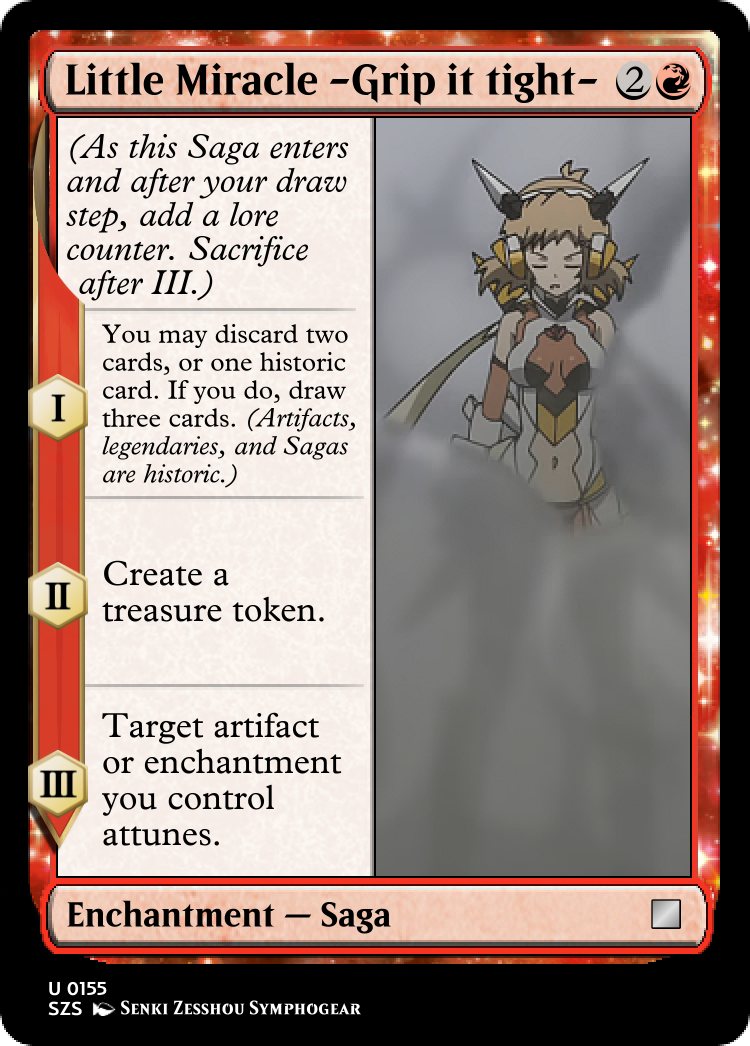 Little Miracle -Grip it tight- 2
(As this Saga enters
and after your draw
step, add a lore
counter. Sacrifice
after III.)
I
You may discard two
cards, or one historic
card. If you do, draw
three cards. (Artifacts,
legendaries, and Sagas
are historic.)
II
Create a
treasure token.
III
Target artifact
or enchantment
you control
attunes.
Enchantment — Saga
U 0155
SZS Senki Zesshou Symphogear